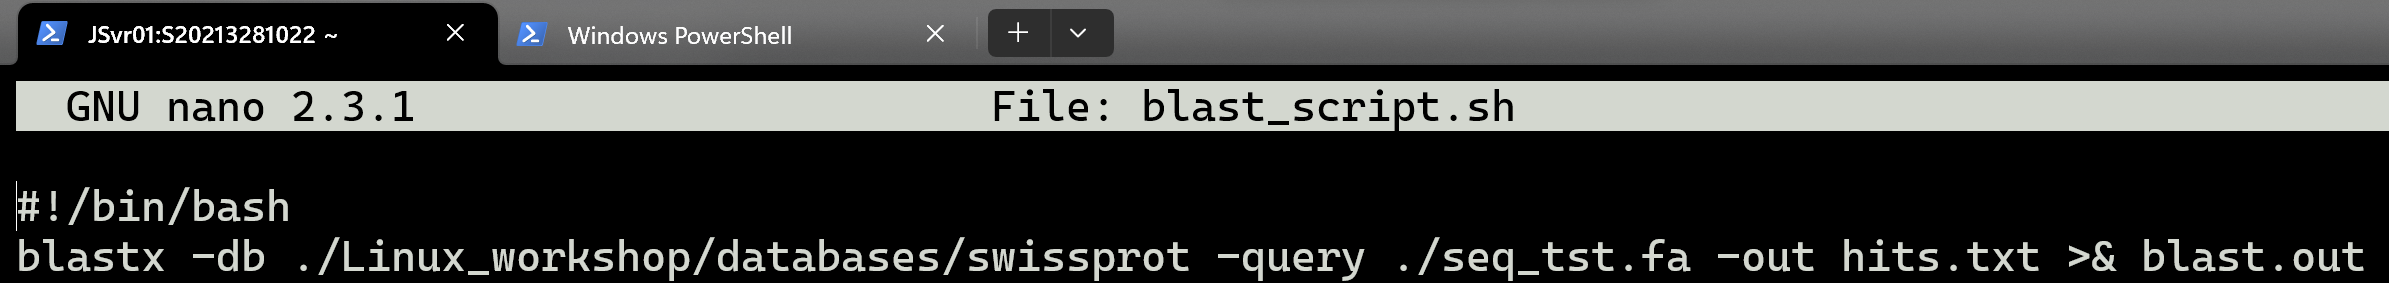 JSvr01:S20213281022 ~
Windows PowerShell
GNU nano 2.3.1 File: blast_script.sh
#!/bin/bash
blastx -db ./Linux_workshop/databases/swissprot -query ./seq_tst.fa -out hits.txt >& blast.out